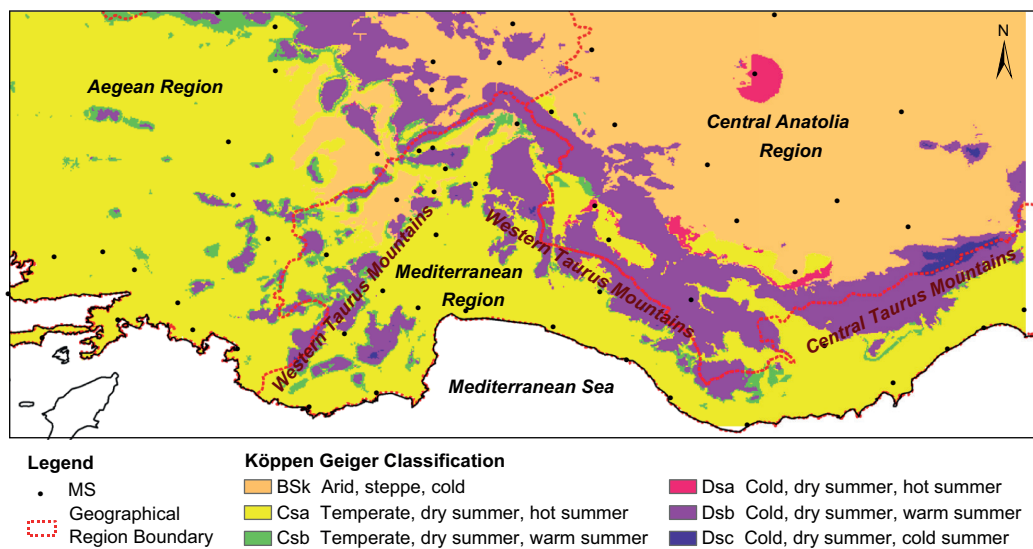 N
Aegean Region
Central Anatolia
Region
Western Taurus Mountains
Mediterranean
Region
Western Taurus Mountains
Central Taurus Mountains
Mediterranean Sea
Legend
MS
Geographical
Region Boundary
Köppen Geiger Classification
BSk Arid, steppe, cold
Csa Temperate, dry summer, hot summer
Csb Temperate, dry summer, warm summer
Dsa Cold, dry summer, hot summer
Dsb Cold, dry summer, warm summer
Dsc Cold, dry summer, cold summer